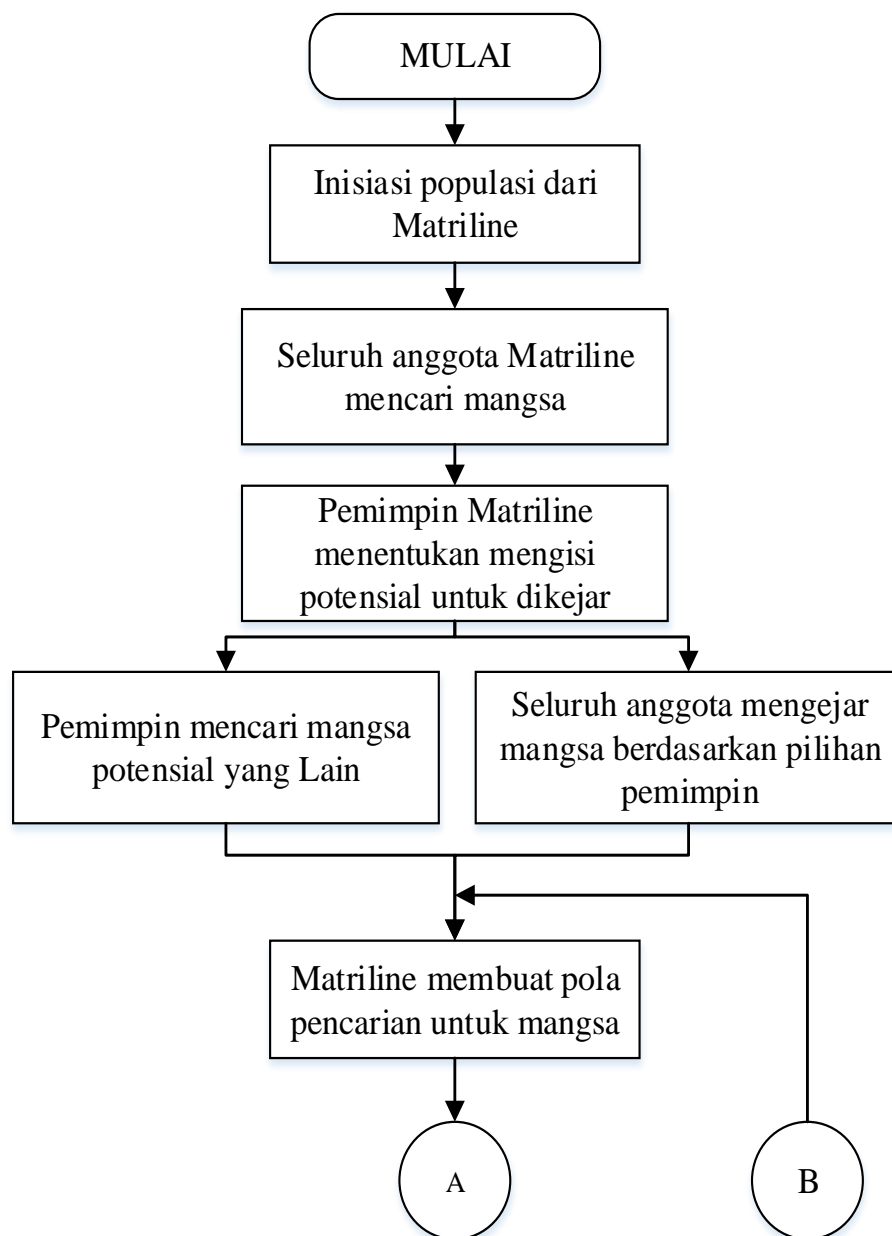 MULAI
Inisiasi populasi dari
Matriline
Seluruh anggota Matriline
mencari mangsa
Pemimpin Matriline
menentukan mengisi
potensial untuk dikejar
Pemimpin mencari mangsa
potensial yang Lain
Seluruh anggota mengejar
mangsa berdasarkan pilihan
pemimpin
Matriline membuat pola
pencarian untuk mangsa
A
B